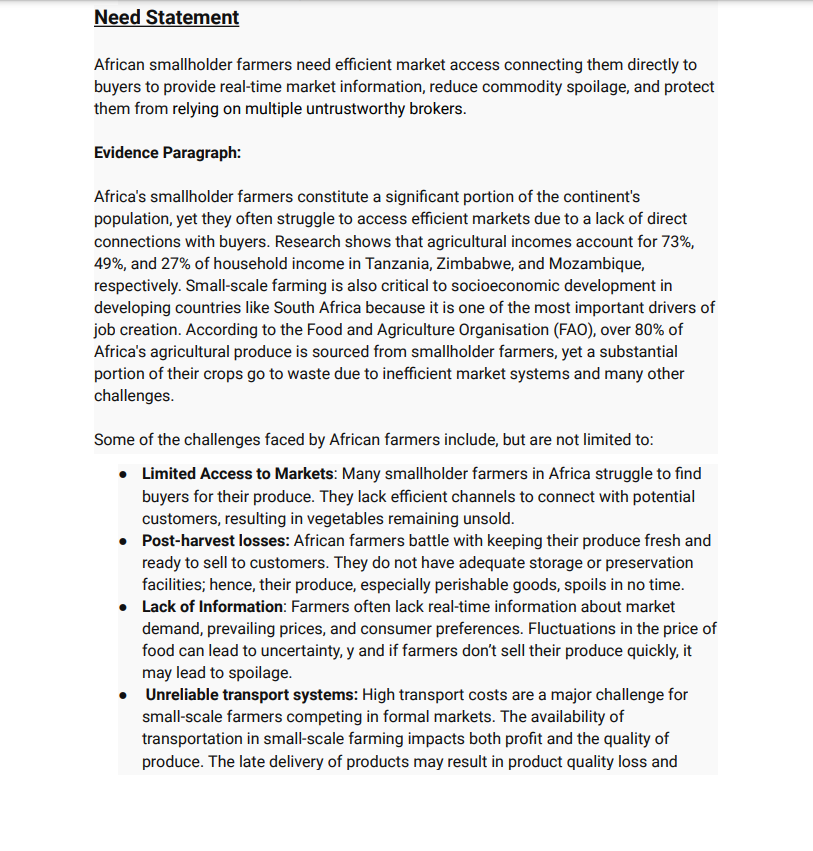 Need Statement
African smallholder farmers need efficient market access connecting them directly to
buyers to provide real-time market information, reduce commodity spoilage, and protect
them from relying on multiple untrustworthy brokers.
Evidence Paragraph:
Africa's smallholder farmers constitute a significant portion of the continent's
population, yet they often struggle to access efficient markets due to a lack of direct
connections with buyers. Research shows that agricultural incomes account for 73%,
49%, and 27% of household income in Tanzania, Zimbabwe, and Mozambique,
respectively. Small-scale farming is also critical to socioeconomic development in
developing countries like South Africa because it is one of the most important drivers of
job creation. According to the Food and Agriculture Organisation (FAO), over 80% of
Africa's agricultural produce is sourced from smallholder farmers, yet a substantial
portion of their crops go to waste due to inefficient market systems and many other
challenges.
Some of the challenges faced by African farmers include, but are not limited to:
● Limited Access to Markets: Many smallholder farmers in Africa struggle to find
buyers for their produce. They lack efficient channels to connect with potential
customers, resulting in vegetables remaining unsold.
● Post-harvest losses: African farmers battle with keeping their produce fresh and
ready to sell to customers. They do not have adequate storage or preservation
facilities; hence, their produce, especially perishable goods, spoils in no time.
● Lack of Information: Farmers often lack real-time information about market
demand, prevailing prices, and consumer preferences. Fluctuations in the price of
food can lead to uncertainty, y and if farmers don’t sell their produce quickly, it
may lead to spoilage.
● Unreliable transport systems: High transport costs are a major challenge for
small-scale farmers competing in formal markets. The availability of
transportation in small-scale farming impacts both profit and the quality of
produce. The late delivery of products may result in product quality loss and